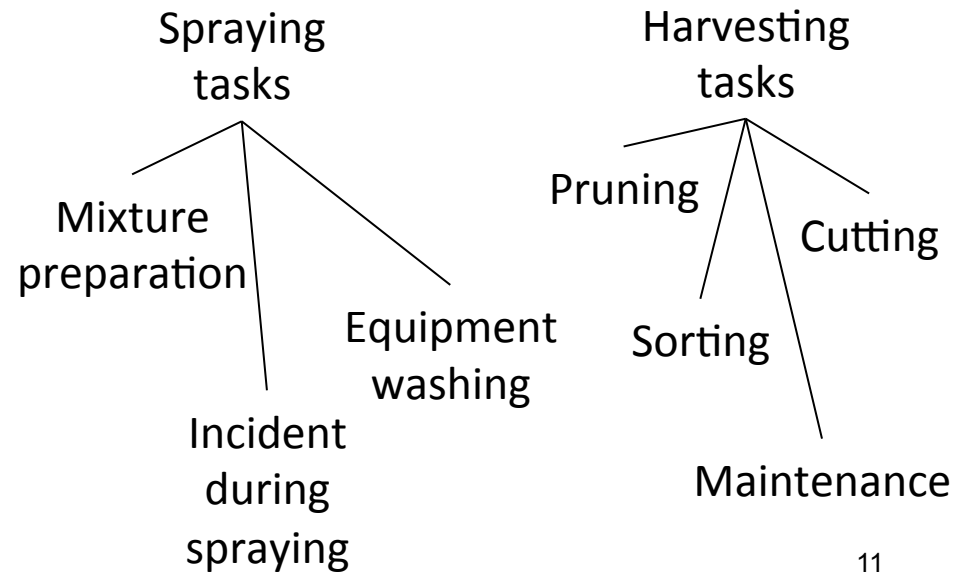 Spraying
tasks
Mixture
preparation
Incident
during
spraying
Equipment
washing
Harvesting
tasks
Pruning
Sorting
Maintenance
Cutting
11